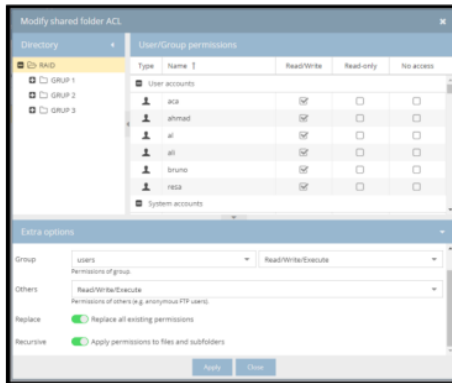 Modify shared folder ACL
Directory
User/Group permissions
RAID
GRUP 1
GRUP 2
GRUP 3
Type Name Read/Write Read-only No access
User accounts
aca
ahmad
al
ali
bruno
resa
System accounts
Extra options
Group users Read/Write/Execute
Permissions of group.
Others Read/Write/Execute
Permissions of others (e.g. anonymous FTP users).
Replace Replace all existing permissions
Recursive Apply permissions to files and subfolders
Apply Close